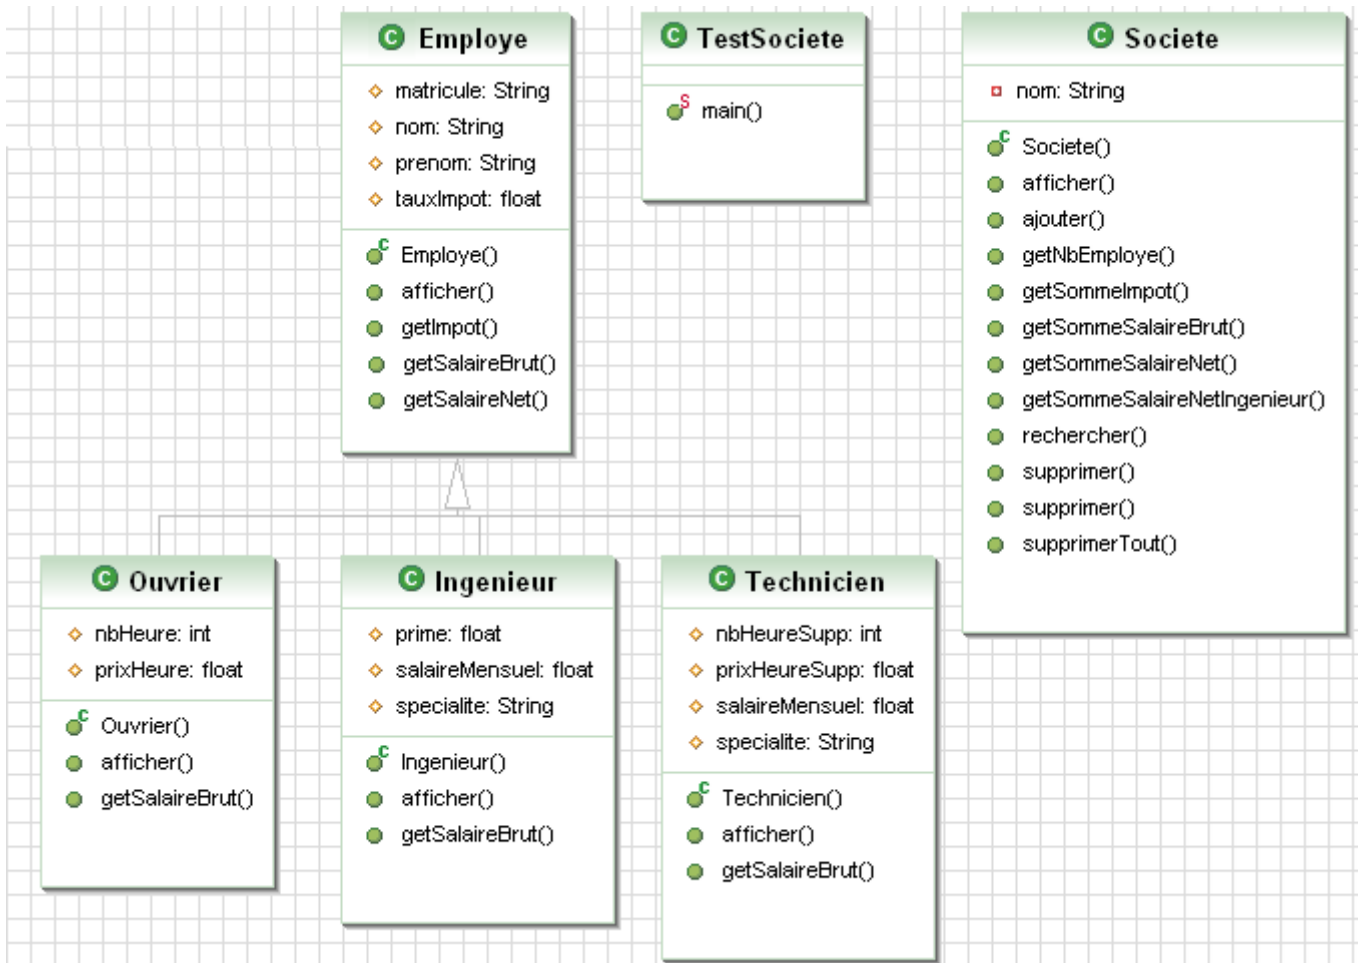 Employe
matricule: String
nom: String
prenom: String
tauxImpot: float
Employe()
afficher()
getImpot()
getSalaireBrut()
getSalaireNet()
TestSociete
main()
Societe
nom: String
Societe()
afficher()
ajouter()
getNbEmploye()
getSommeImpot()
getSommeSalaireBrut()
getSommeSalaireNet()
getSommeSalaireNetIngenieur()
rechercher()
supprimer()
supprimer()
supprimerTout()
Ouvrier
nbHeure: int
prixHeure: float
Ouvrier()
afficher()
getSalaireBrut()
Ingenieur
prime: float
salaireMensuel: float
specialite: String
Ingenieur()
afficher()
getSalaireBrut()
Technicien
nbHeureSupp: int
prixHeureSupp: float
salaireMensuel: float
specialite: String
Technicien()
afficher()
getSalaireBrut()